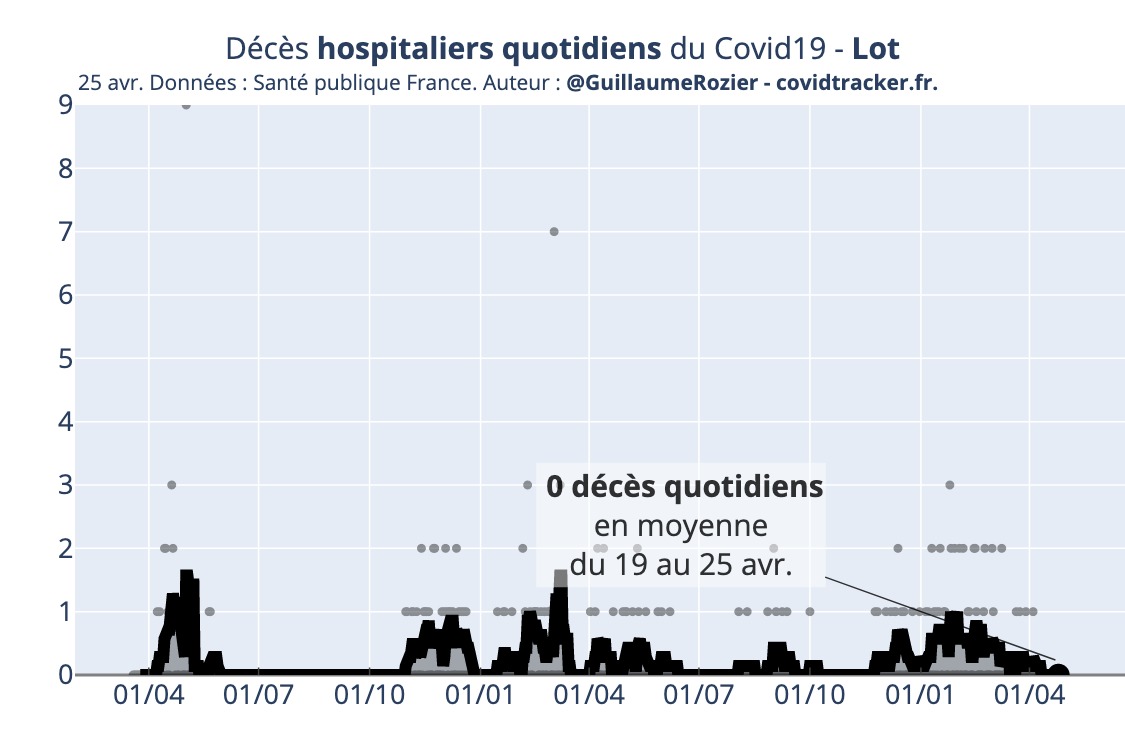 Décès hospitaliers quotidiens du Covid19 - Lot
25 avr. Données : Santé publique France. Auteur : @GuillaumeRozier - covidtracker.fr.
9
8
7
6
5
4
3
2
1
0
0 décès quotidiens
en moyenne
du 19 au 25 avr.
01/04 01/07 01/10 01/01 01/04 01/07 01/10 01/01 01/04